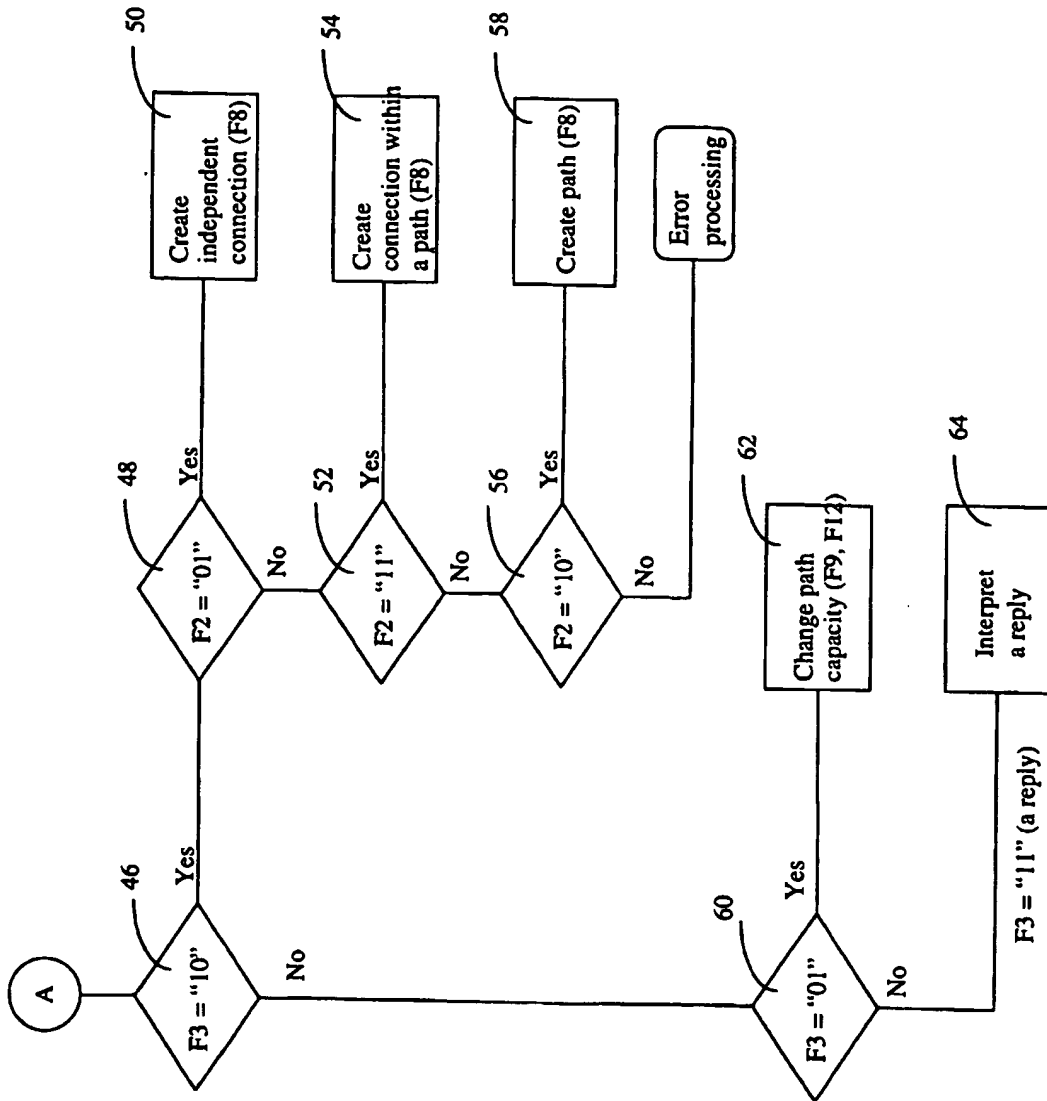 A
46
F3 = "10"
Yes
No
48
F2 = "01"
Yes
No
50
Create
independent
connection (F8)
52
F2 = "11"
Yes
No
54
Create
connection within
a path (F8)
56
F2 = "10"
Yes
No
58
Create path (F8)
Error
processing
60
F3 = "01"
Yes
No
62
Change path
capacity (F9, F12)
F3 = "11" (a reply)
64
Interpret
a reply